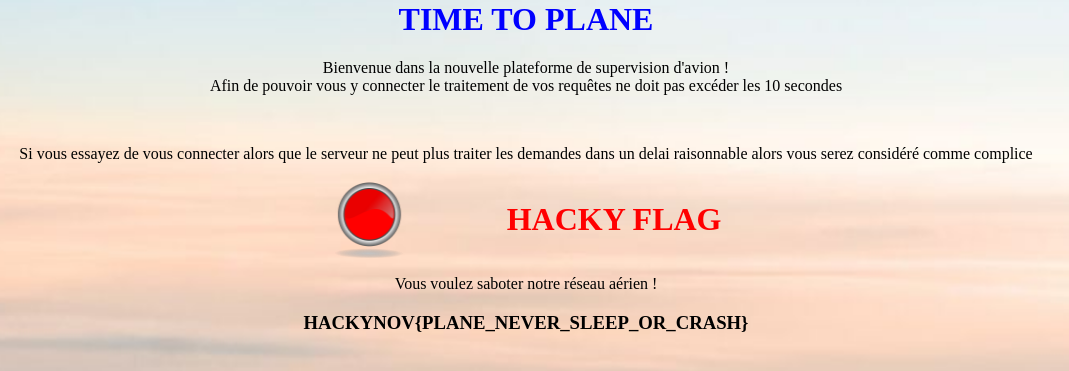 TIME TO PLANE
Bienvenue dans la nouvelle plateforme de supervision d'avion !
Afin de pouvoir vous y connecter le traitement de vos requêtes ne doit pas excéder les 10 secondes
Si vous essayez de vous connecter alors que le serveur ne peut plus traiter les demandes dans un delai raisonnable alors vous serez considéré comme complice
HACKY FLAG
Vous voulez saboter notre réseau aérien !
HACKYNOV{PLANE_NEVER_SLEEP_OR_CRASH}